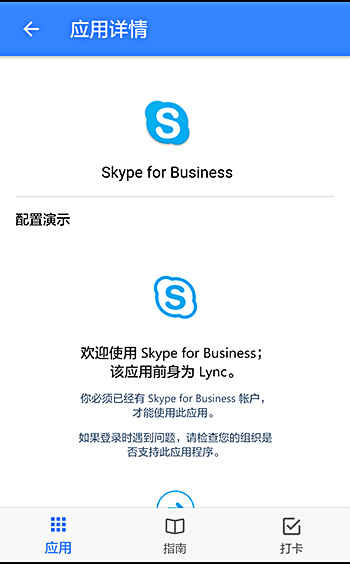 应用详情
Skype for Business
配置演示
欢迎使用 Skype for Business；
该应用前身为 Lync。
你必须已经有 Skype for Business 帐户，
才能使用此应用。
如果登录时遇到问题，请检查您的组织是
否支持此应用程序。
应用
指南
打卡